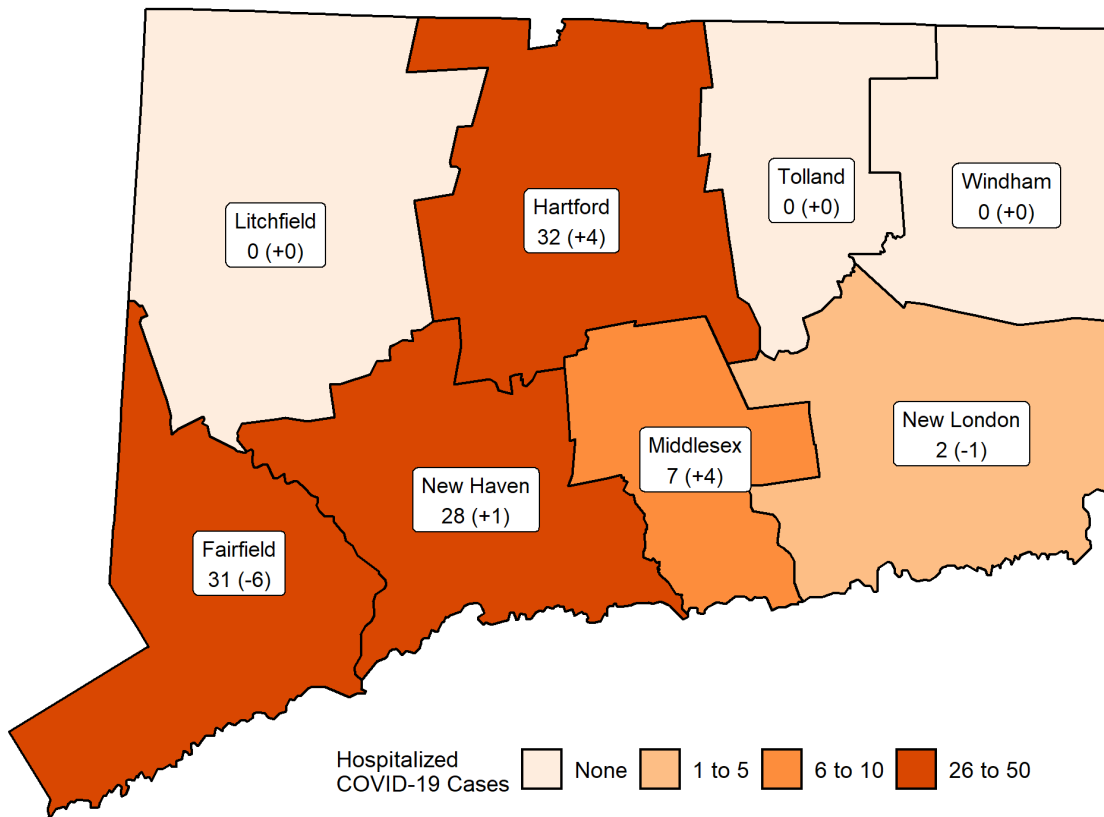 Litchfield
0 (+0)
Hartford
32 (+4)
Tolland
0 (+0)
Windham
0 (+0)
Fairfield
31 (-6)
New Haven
28 (+1)
Middlesex
7 (+4)
New London
2 (-1)
Hospitalized
COVID-19 Cases
None
1 to 5
6 to 10
26 to 50